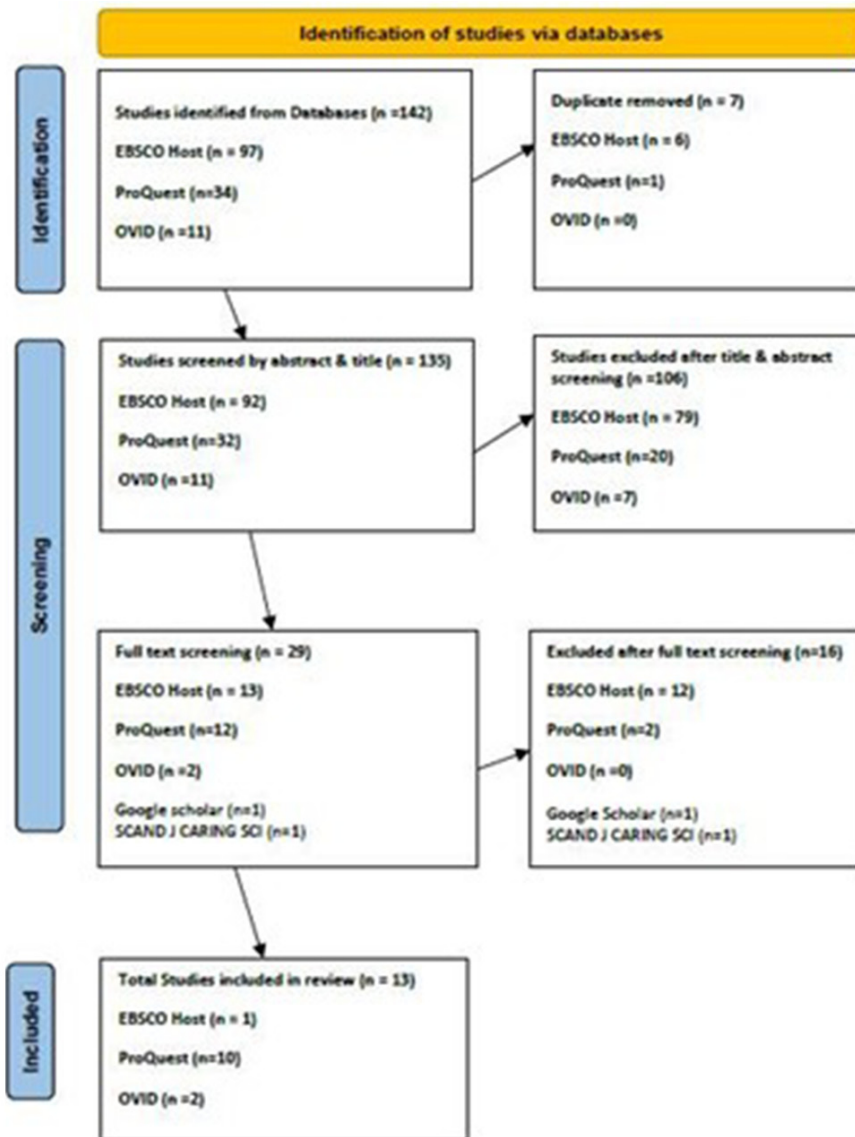 Identification of studies via databases
Identification
Studies identified from Databases (n =142)
EBSCO Host (n = 97)
ProQuest (n=34)
OVID (n =11)
Duplicate removed (n = 7)
EBSCO Host (n = 6)
ProQuest (n=1)
OVID (n =0)
Screening
Studies screened by abstract & title (n = 135)
EBSCO Host (n = 92)
ProQuest (n=32)
OVID (n =11)
Studies excluded after title & abstract
screening (n =106)
EBSCO Host (n = 79)
ProQuest (n=20)
OVID (n =7)
Full text screening (n = 29)
EBSCO Host (n = 13)
ProQuest (n=12)
OVID (n =2)
Google scholar (n=1)
SCAND J CARING SCI (n=1)
Excluded after full text screening (n=16)
EBSCO Host (n = 12)
ProQuest (n=2)
OVID (n =0)
Google Scholar (n=1)
SCAND J CARING SCI (n=1)
Included
Total Studies included in review (n = 13)
EBSCO Host (n = 1)
ProQuest (n=10)
OVID (n =2)